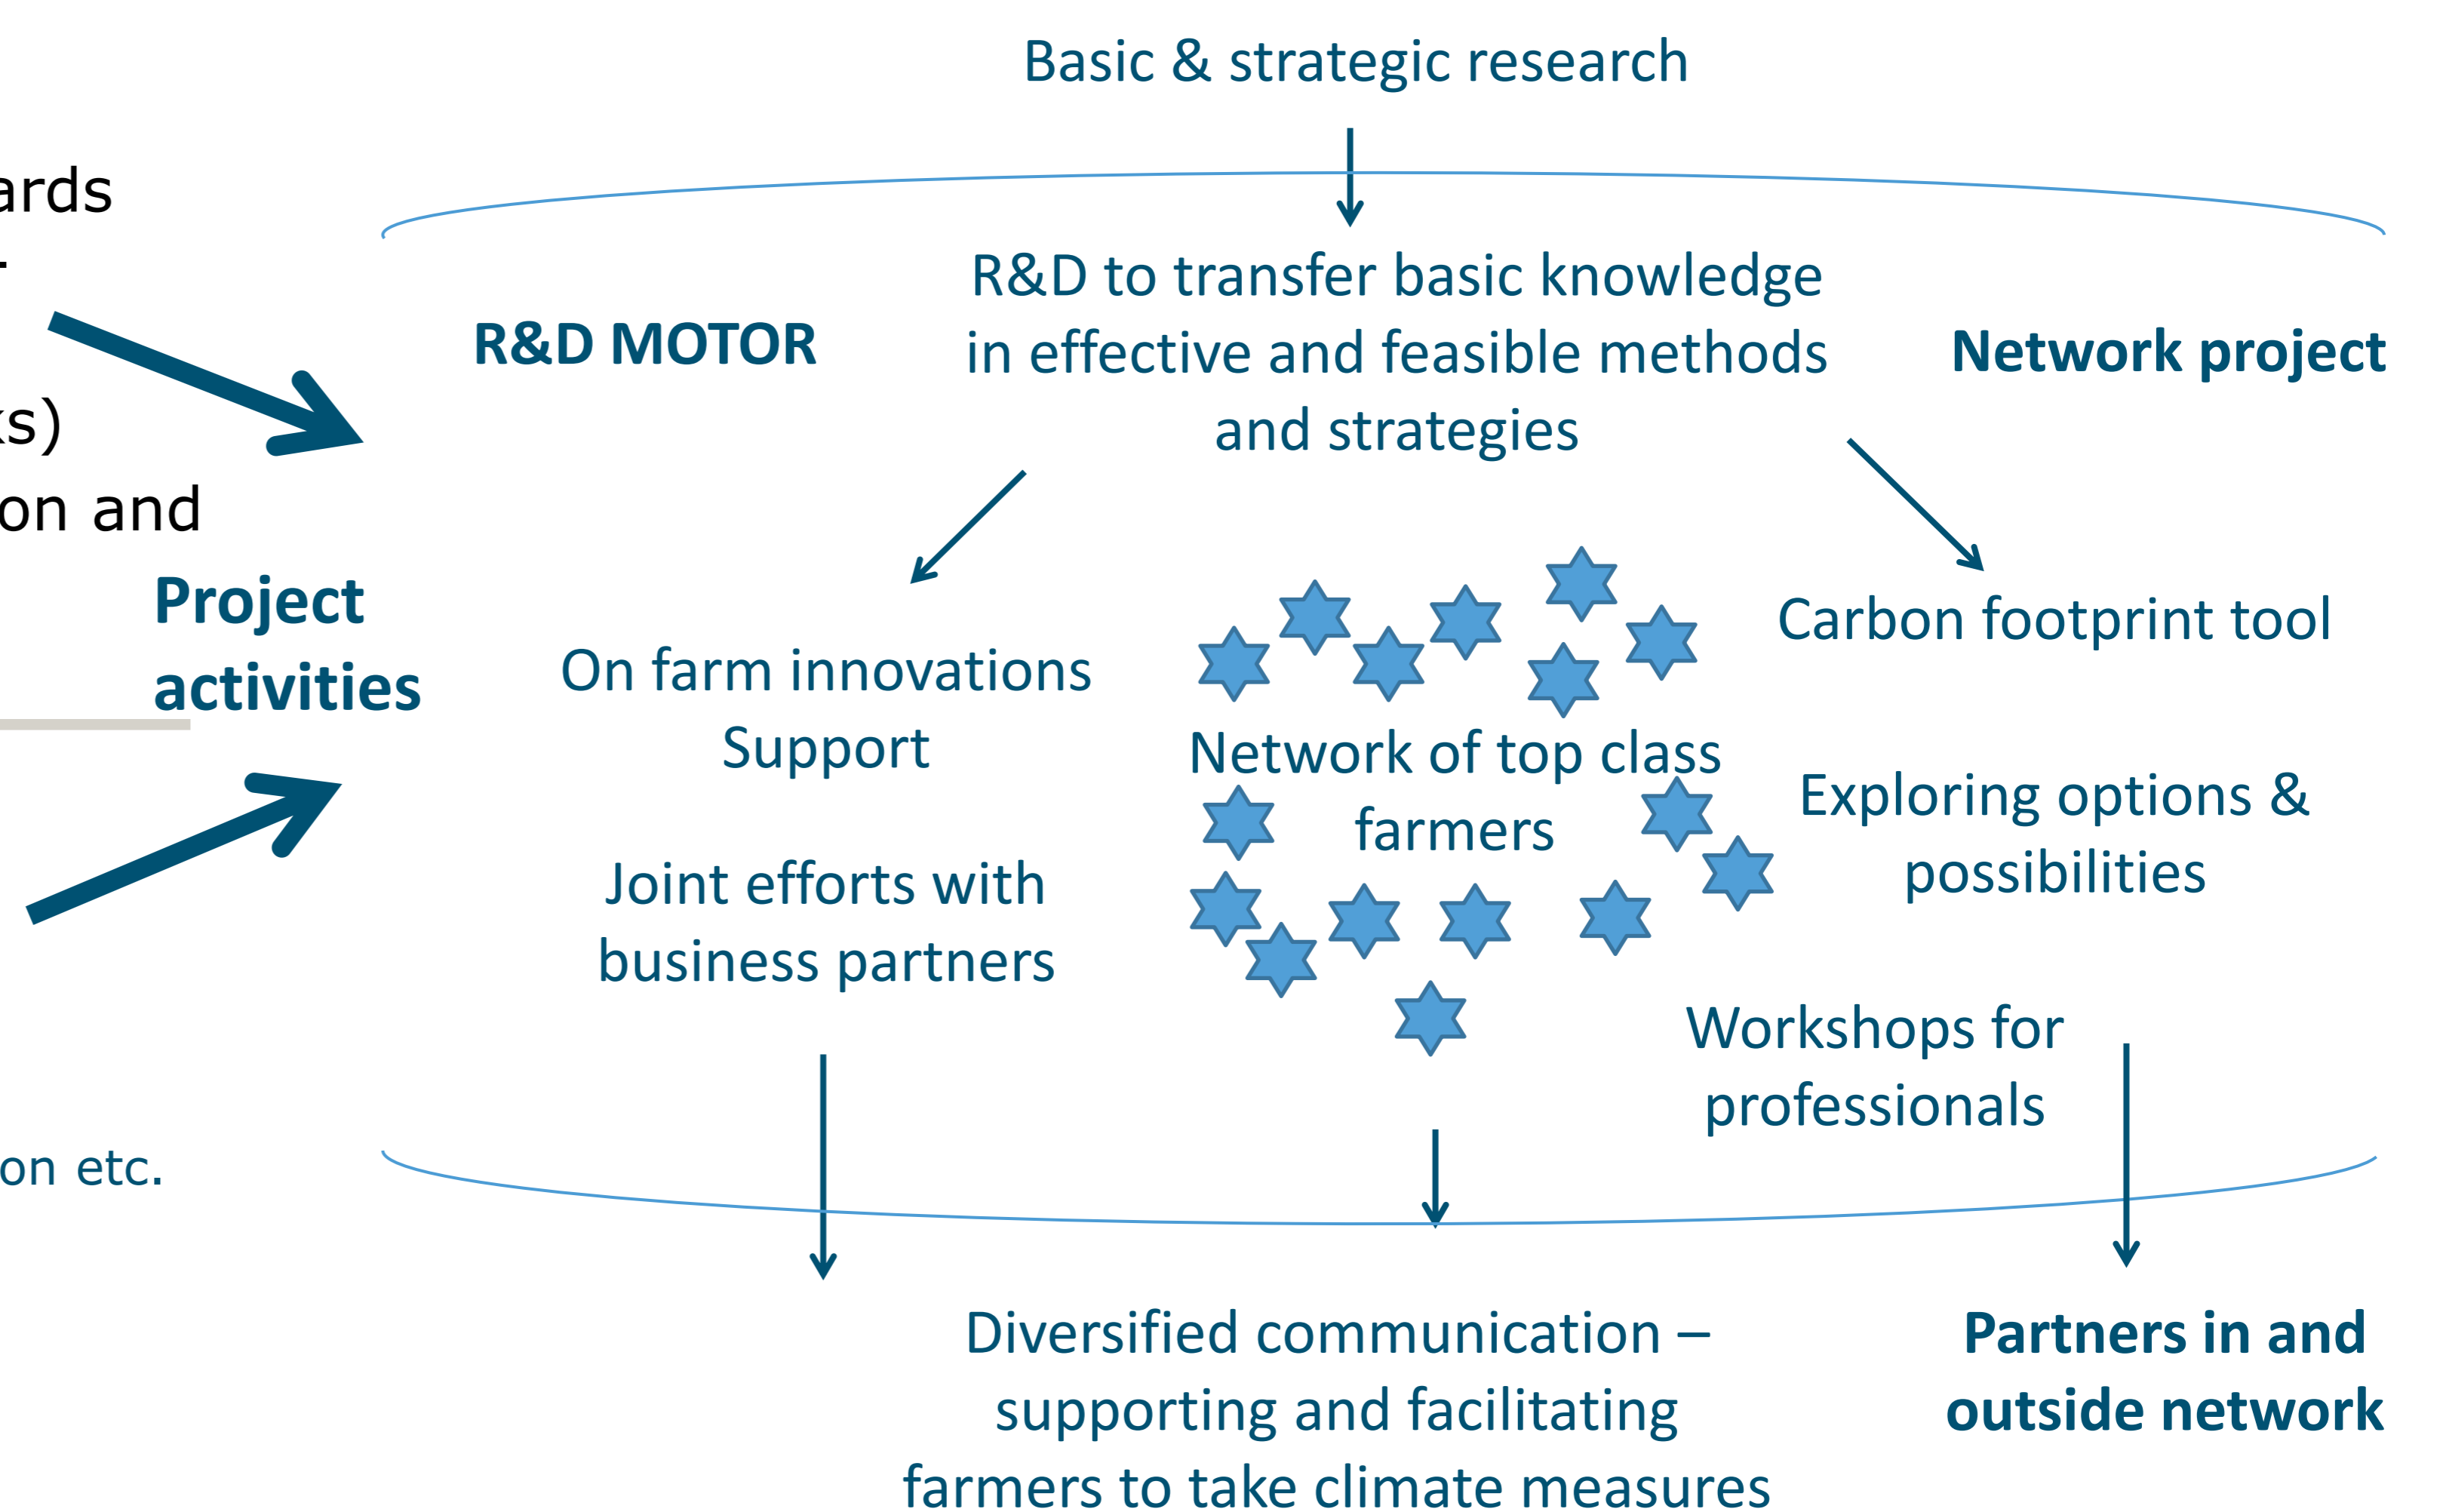 Basic & strategic research
ards
R&D to transfer basic knowledge
in effective and feasible methods
and strategies
R&D MOTOR
Network project
ks)
on and
Project
activities
On farm innovations
Support
Joint efforts with
business partners
Network of top class
farmers
Carbon footprint tool
Exploring options &
possibilities
Workshops for
professionals
on etc.
Diversified communication –
supporting and facilitating
farmers to take climate measures
Partners in and
outside network